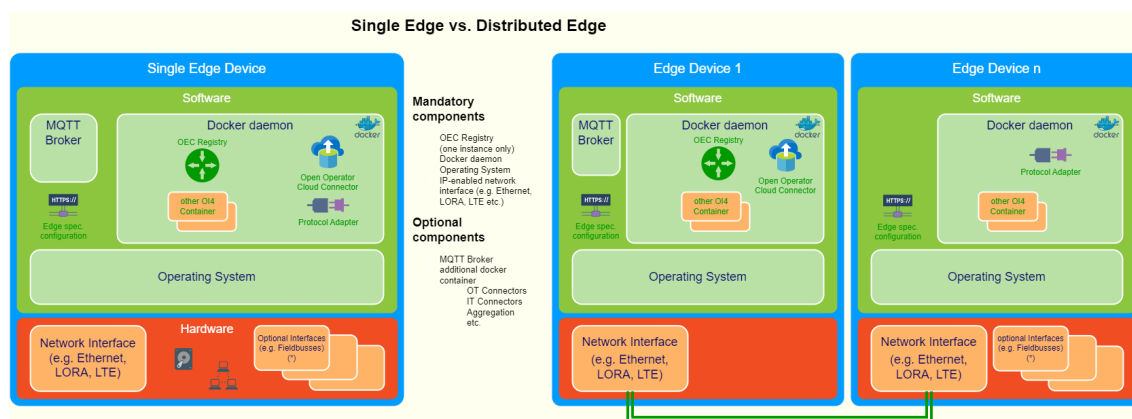 Single Edge vs. Distributed Edge
Single Edge Device
Software
MQTT
Broker
Docker daemon
docker
OEC Registry
Open Operator
Cloud Connector
HTTPS://
Edge spec.
configuration
other OI4
Container
Protocol Adapter
Operating System
Hardware
Network Interface
(e.g. Ethernet,
LORA, LTE)
Optional Interfaces
(e.g. Fieldbusses)
(*)
Mandatory
components
OEC Registry
(one instance only)
Docker daemon
Operating System
IP-enabled network
interface (e.g. Ethernet,
LORA, LTE etc.)
Optional
components
MQTT Broker
additional docker
container
OT Connectors
IT Connectors
Aggregation
etc.
Edge Device 1
Software
MQTT
Broker
Docker daemon
docker
OEC Registry
Open Operator
Cloud Connector
HTTPS://
Edge spec.
configuration
other OI4
Container
Operating System
Network Interface
(e.g. Ethernet,
LORA, LTE)
Edge Device n
Software
Docker daemon
docker
Protocol Adapter
HTTPS://
Edge spec.
configuration
other OI4
Container
Operating System
Network Interface
(e.g. Ethernet,
LORA, LTE)
optional Interfaces
(e.g. Fieldbusses)
(*)